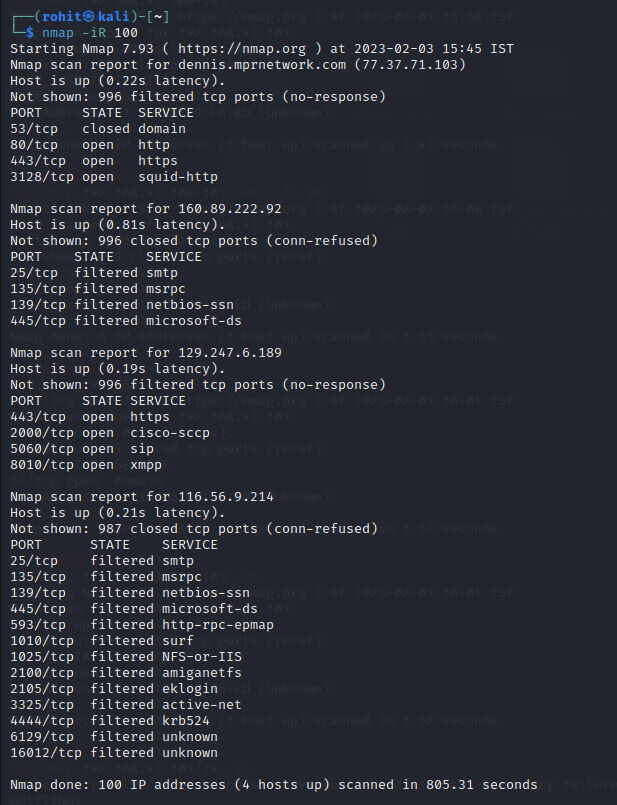 ┌──(rohit㉿kali)-[~]
└─$ nmap -iR 100
Starting Nmap 7.93 ( https://nmap.org ) at 2023-02-03 15:45 IST
Nmap scan report for dennis.mprnetwork.com (77.37.71.103)
Host is up (0.22s latency).
Not shown: 996 filtered tcp ports (no-response)
PORT     STATE  SERVICE
53/tcp   closed domain
80/tcp   open   http
443/tcp  open   https
3128/tcp open   squid-http

Nmap scan report for 160.89.222.92
Host is up (0.81s latency).
Not shown: 996 closed tcp ports (conn-refused)
PORT    STATE    SERVICE
25/tcp  filtered smtp
135/tcp filtered msrpc
139/tcp filtered netbios-ssn
445/tcp filtered microsoft-ds

Nmap scan report for 129.247.6.189
Host is up (0.19s latency).
Not shown: 996 filtered tcp ports (no-response)
PORT     STATE SERVICE
443/tcp  open  https
2000/tcp open  cisco-sccp
5060/tcp open  sip
8010/tcp open  xmpp

Nmap scan report for 116.56.9.214
Host is up (0.21s latency).
Not shown: 987 closed tcp ports (conn-refused)
PORT      STATE    SERVICE
25/tcp    filtered smtp
135/tcp   filtered msrpc
139/tcp   filtered netbios-ssn
445/tcp   filtered microsoft-ds
593/tcp   filtered http-rpc-epmap
1010/tcp  filtered surf
1025/tcp  filtered NFS-or-IIS
2100/tcp  filtered amiganetfs
2105/tcp  filtered eklogin
3325/tcp  filtered active-net
4444/tcp  filtered krb524
6129/tcp  filtered unknown
16012/tcp filtered unknown

Nmap done: 100 IP addresses (4 hosts up) scanned in 805.31 seconds